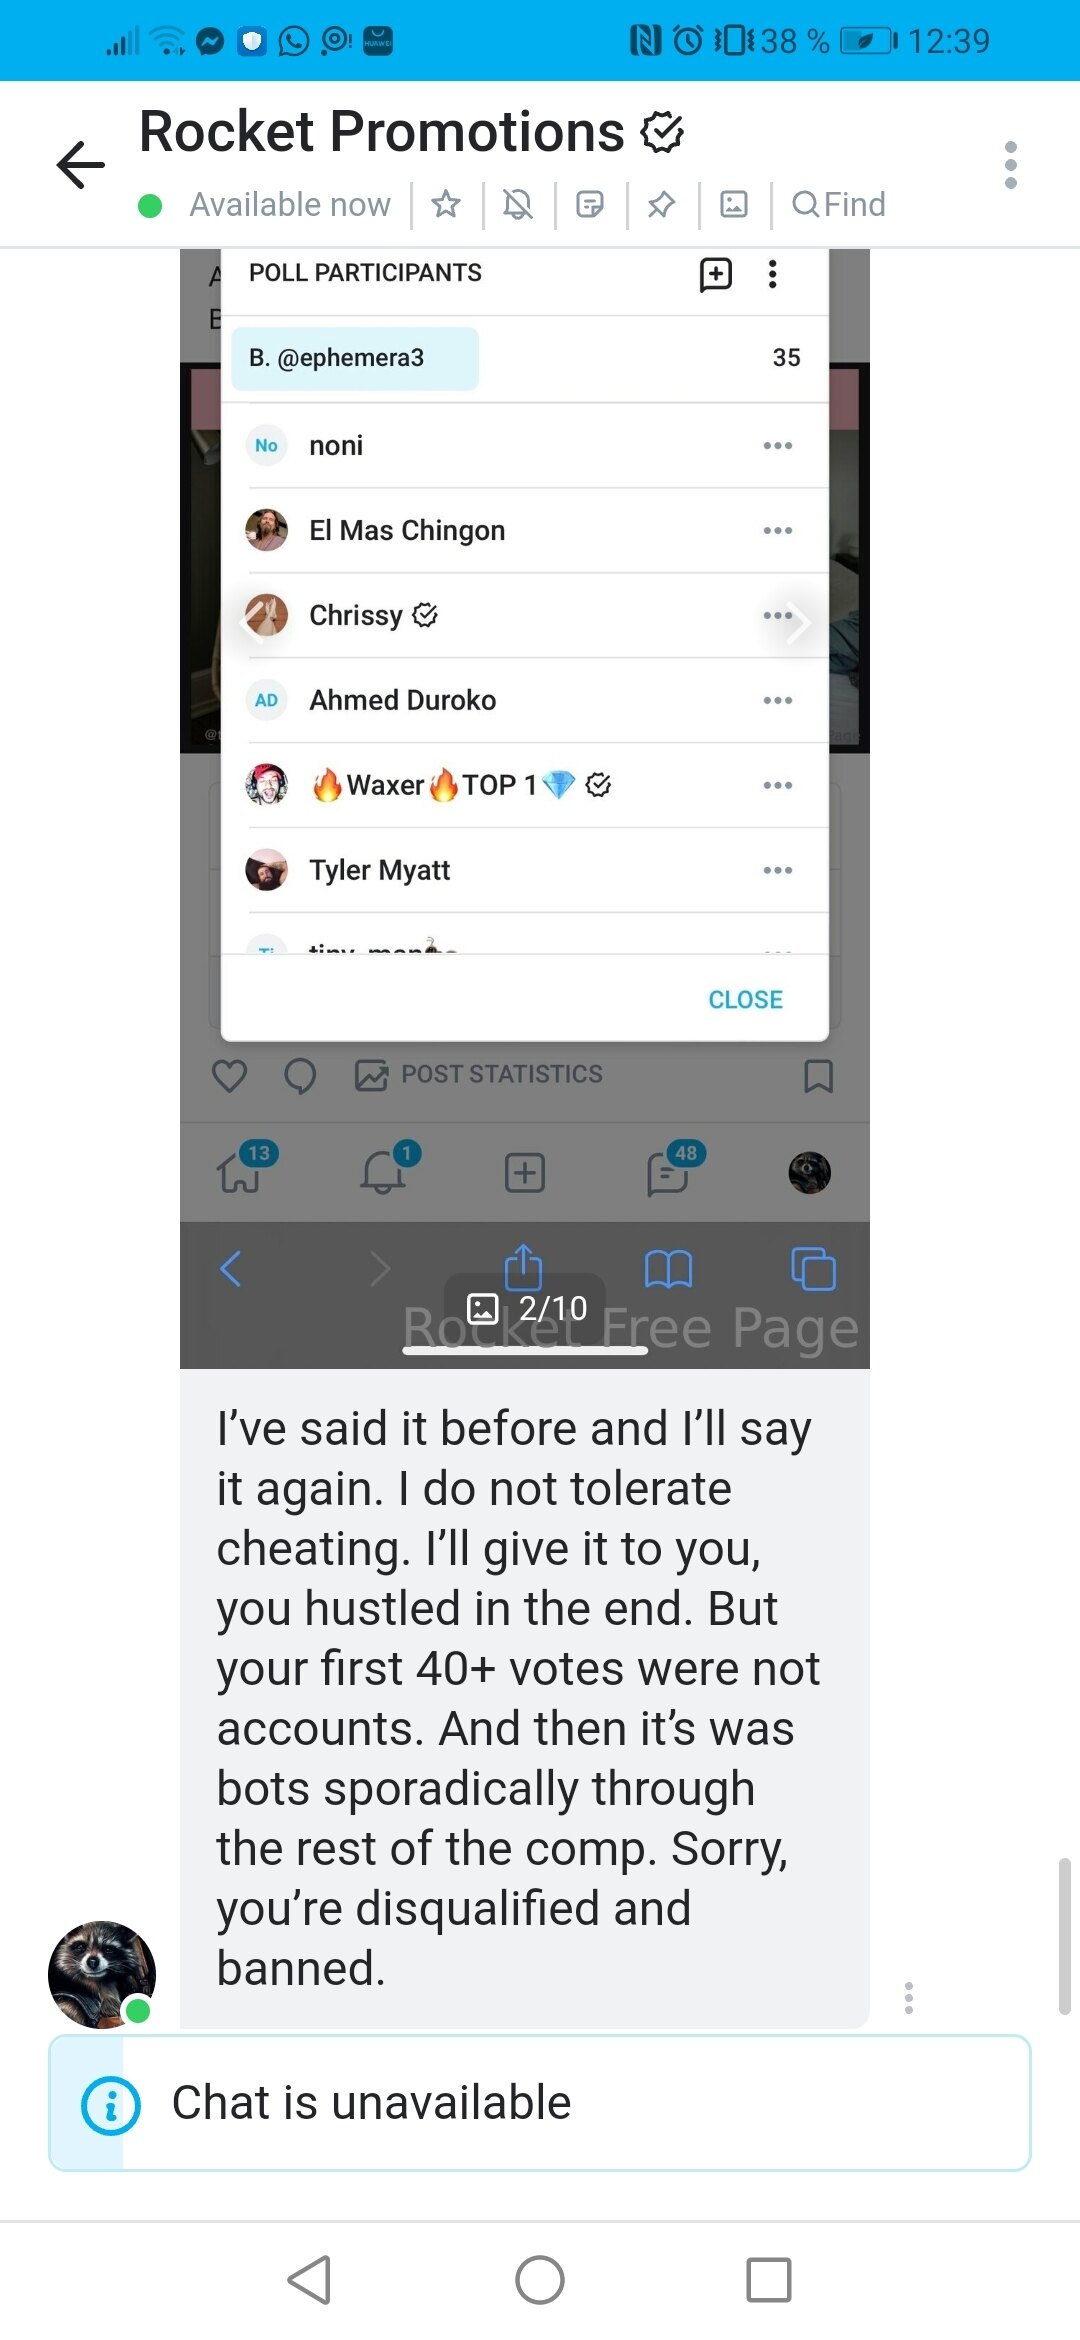 38 % 12:39
Rocket Promotions
Available now Find
POLL PARTICIPANTS
B. @ephemera3 35
No noni
El Mas Chingon
Chrissy
AD Ahmed Duroko
🔥Waxer🔥TOP 1💎
Tyler Myatt
Ti tiny_man
CLOSE
POST STATISTICS
13 1 48
2/10
Rocket Free Page
I've said it before and I'll say
it again. I do not tolerate
cheating. I'll give it to you,
you hustled in the end. But
your first 40+ votes were not
accounts. And then it's was
bots sporadically through
the rest of the comp. Sorry,
you're disqualified and
banned.
Chat is unavailable